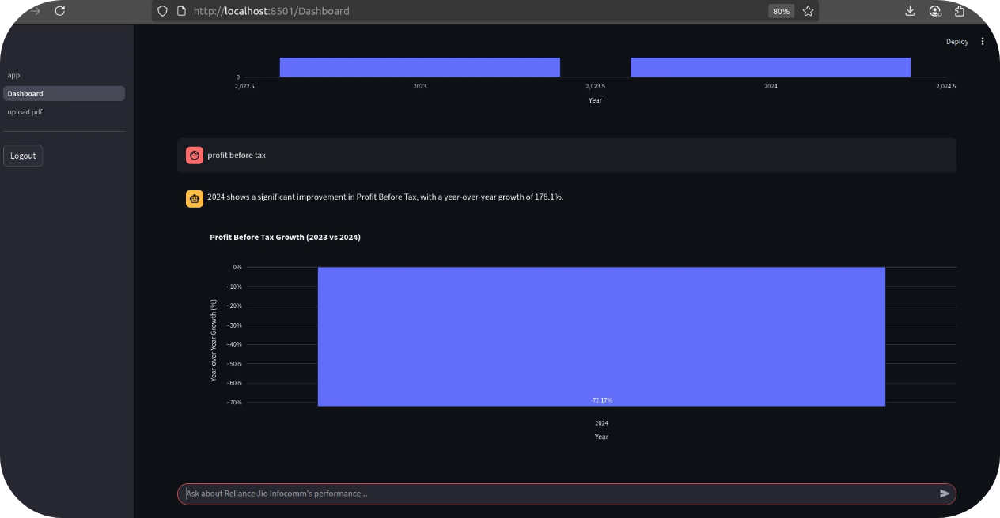 http://localhost:8501/Dashboard
80%
Deploy
app
Dashboard
upload pdf
Logout
0
2,022.5
2023
2,023.5
2024
2,024.5
Year
profit before tax
2024 shows a significant improvement in Profit Before Tax, with a year-over-year growth of 178.1%.
Profit Before Tax Growth (2023 vs 2024)
0%
−10%
−20%
−30%
−40%
−50%
−60%
−70%
Year-over-Year Growth (%)
-72.17%
2024
Year
Ask about Reliance Jio Infocomm's performance...